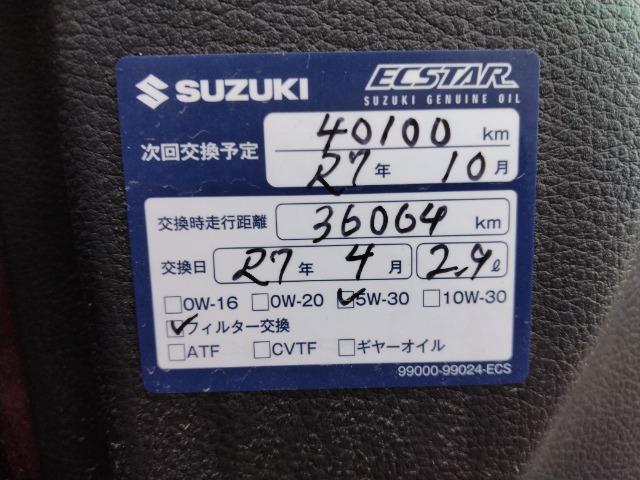 SUZUKI
ECSTAR
SUZUKI GENUINE OIL
次回交換予定
40100 km
R7 年 10 月
交換時走行距離 36064 km
交換日 R7 年 4 月 2.9 ℓ
□0W-16 □0W-20 ☑5W-30 □10W-30
☑フィルター交換
□ATF □CVTF □ギヤーオイル
99000-99024-ECS